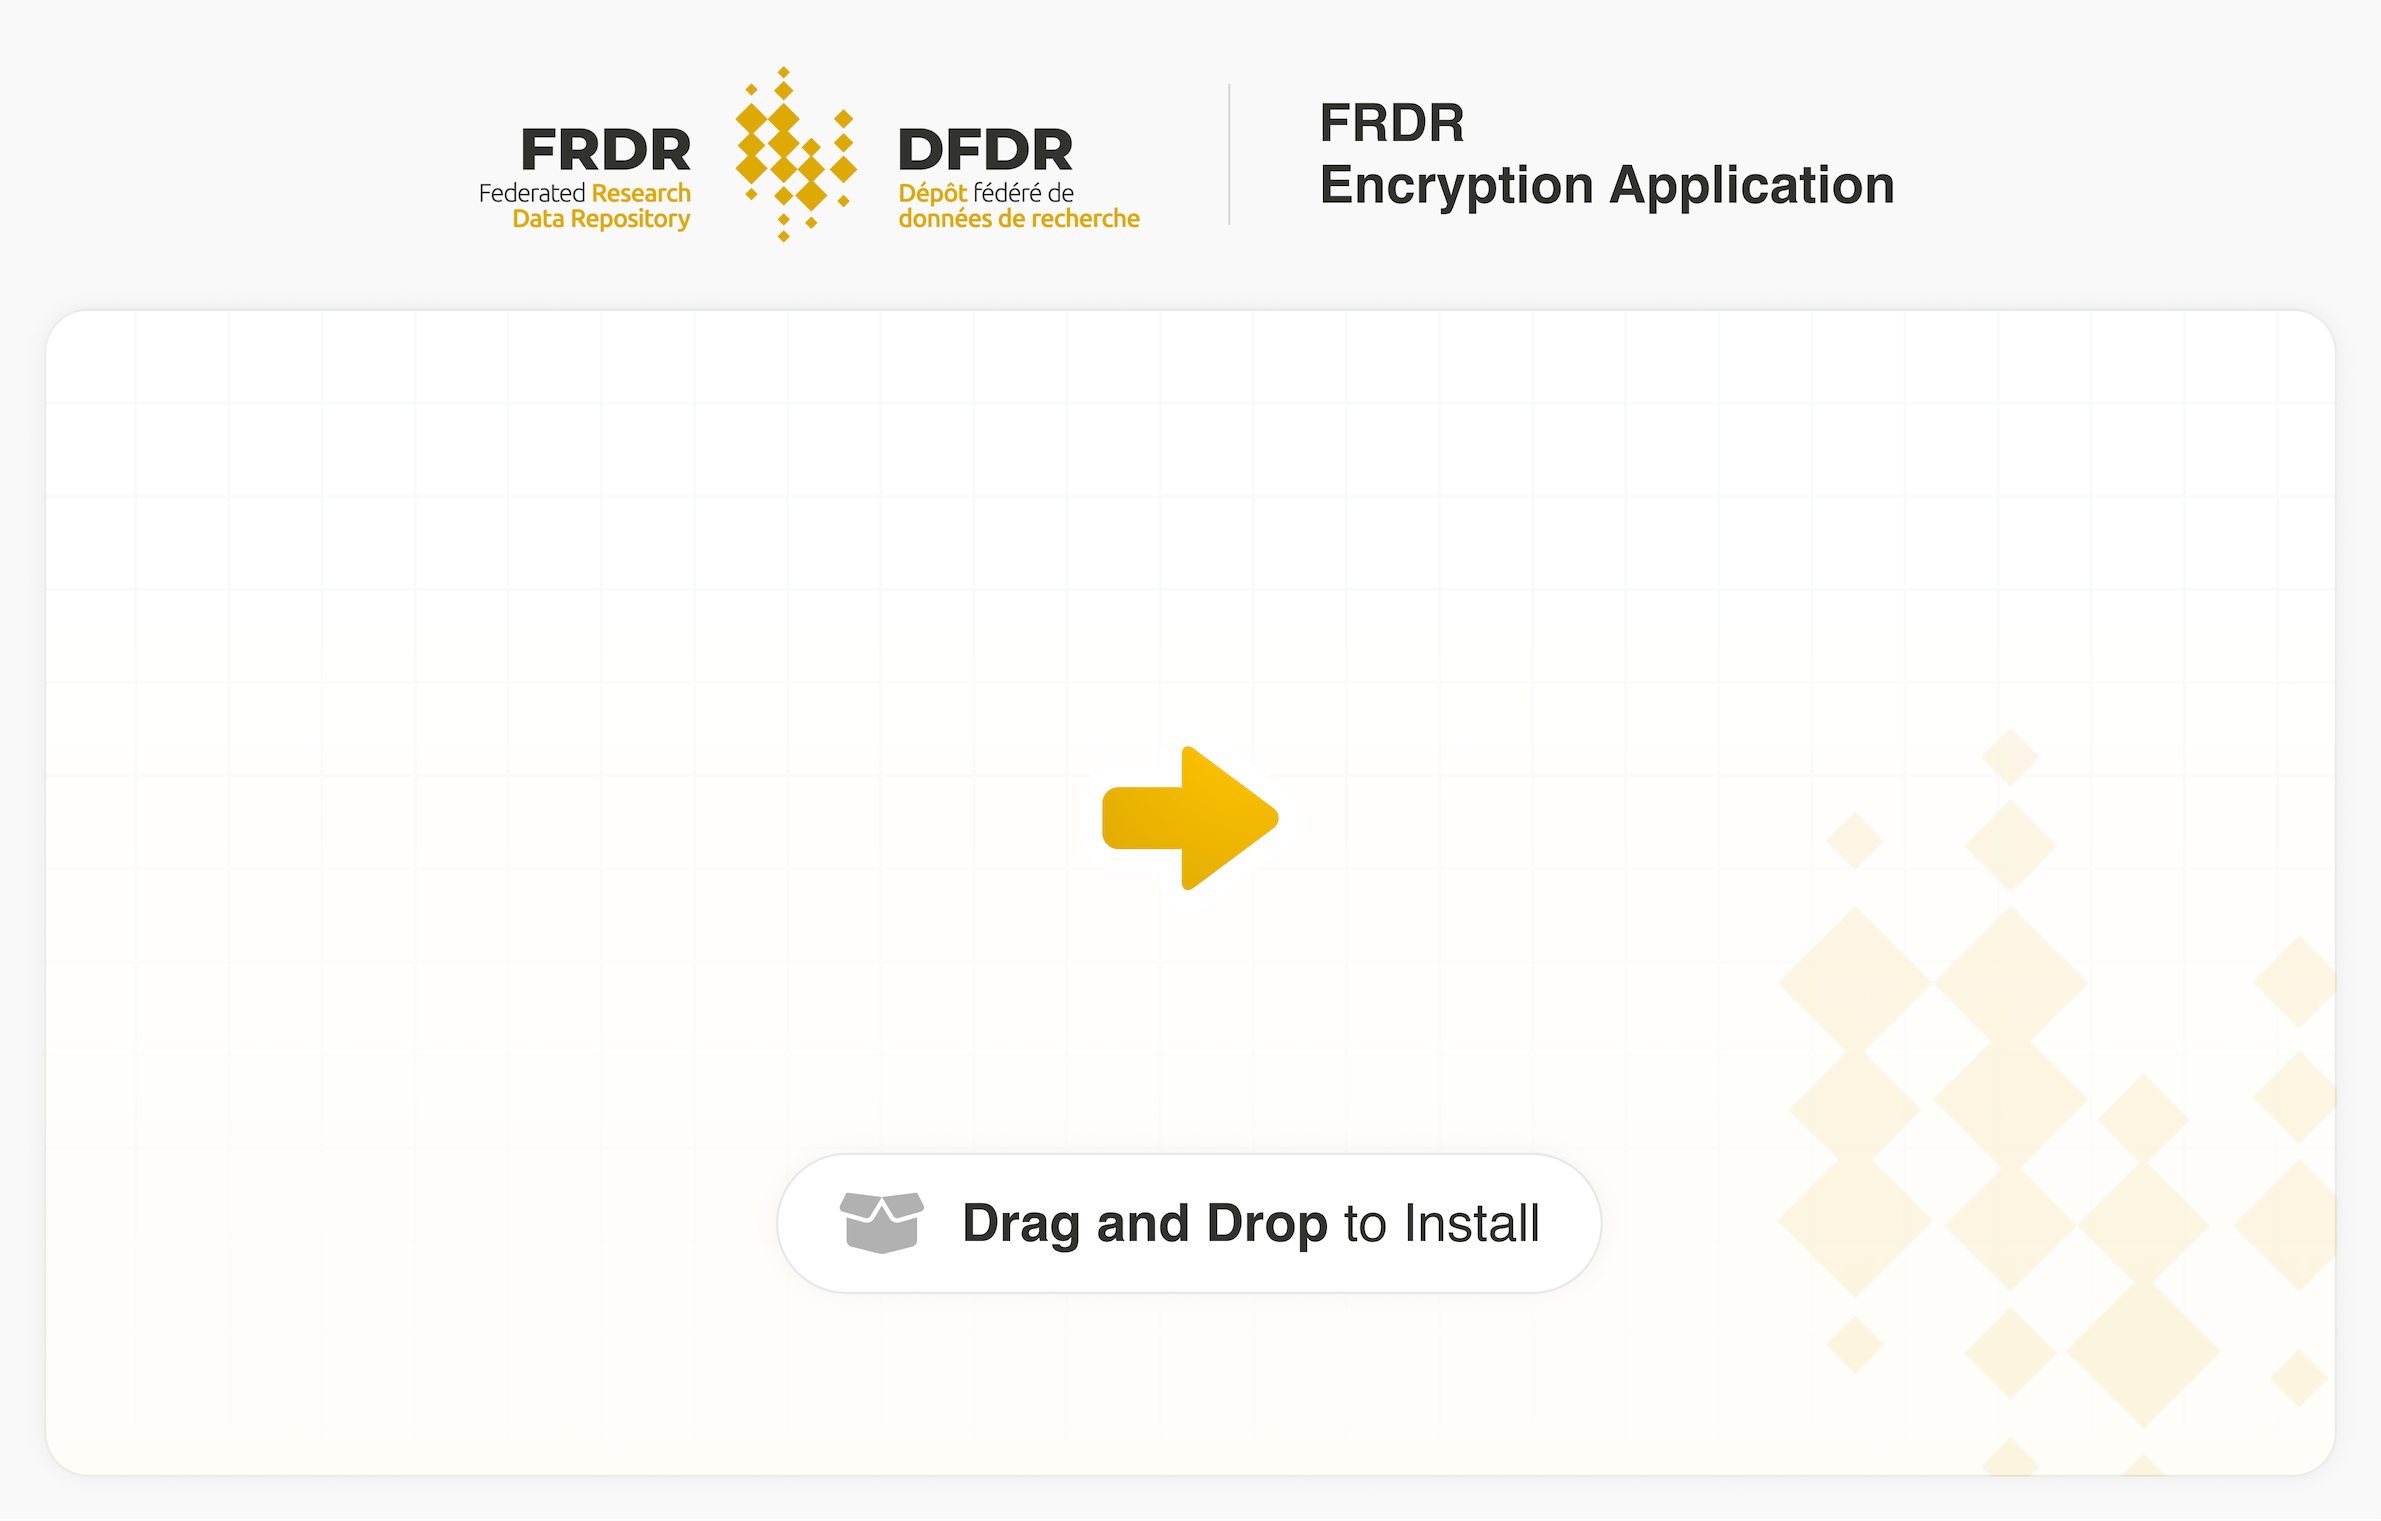 FRDR
Federated Research
Data Repository
DFDR
Dépôt fédéré de
données de recherche
FRDR
Encryption Application
Drag and Drop to Install